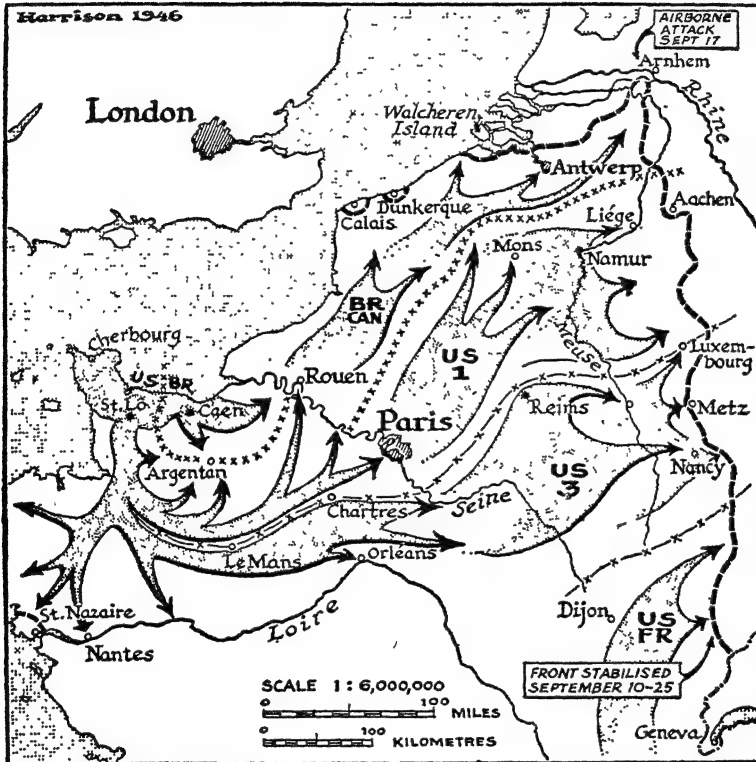 Harrison 1946
AIRBORNE
ATTACK
SEPT 17
Arnhem
London
Walcheren
Island
Rhine
Antwerp
Dunkerque
Calais
Aachen
Liége
Mons
Namur
BR
CAN
Cherbourg
US
1
Meuse
Luxem-
bourg
US
BR
Rouen
St.
Caen
Paris
Reims
Metz
Argentan
US
3
Nancy
Chartres
Seine
Le Mans
Orléans
St. Nazaire
Loire
Dijon
US
FR
Nantes
FRONT STABILISED
SEPTEMBER 10-25
SCALE 1:6,000,000
0 100 MILES
0 100 KILOMETRES
Geneva